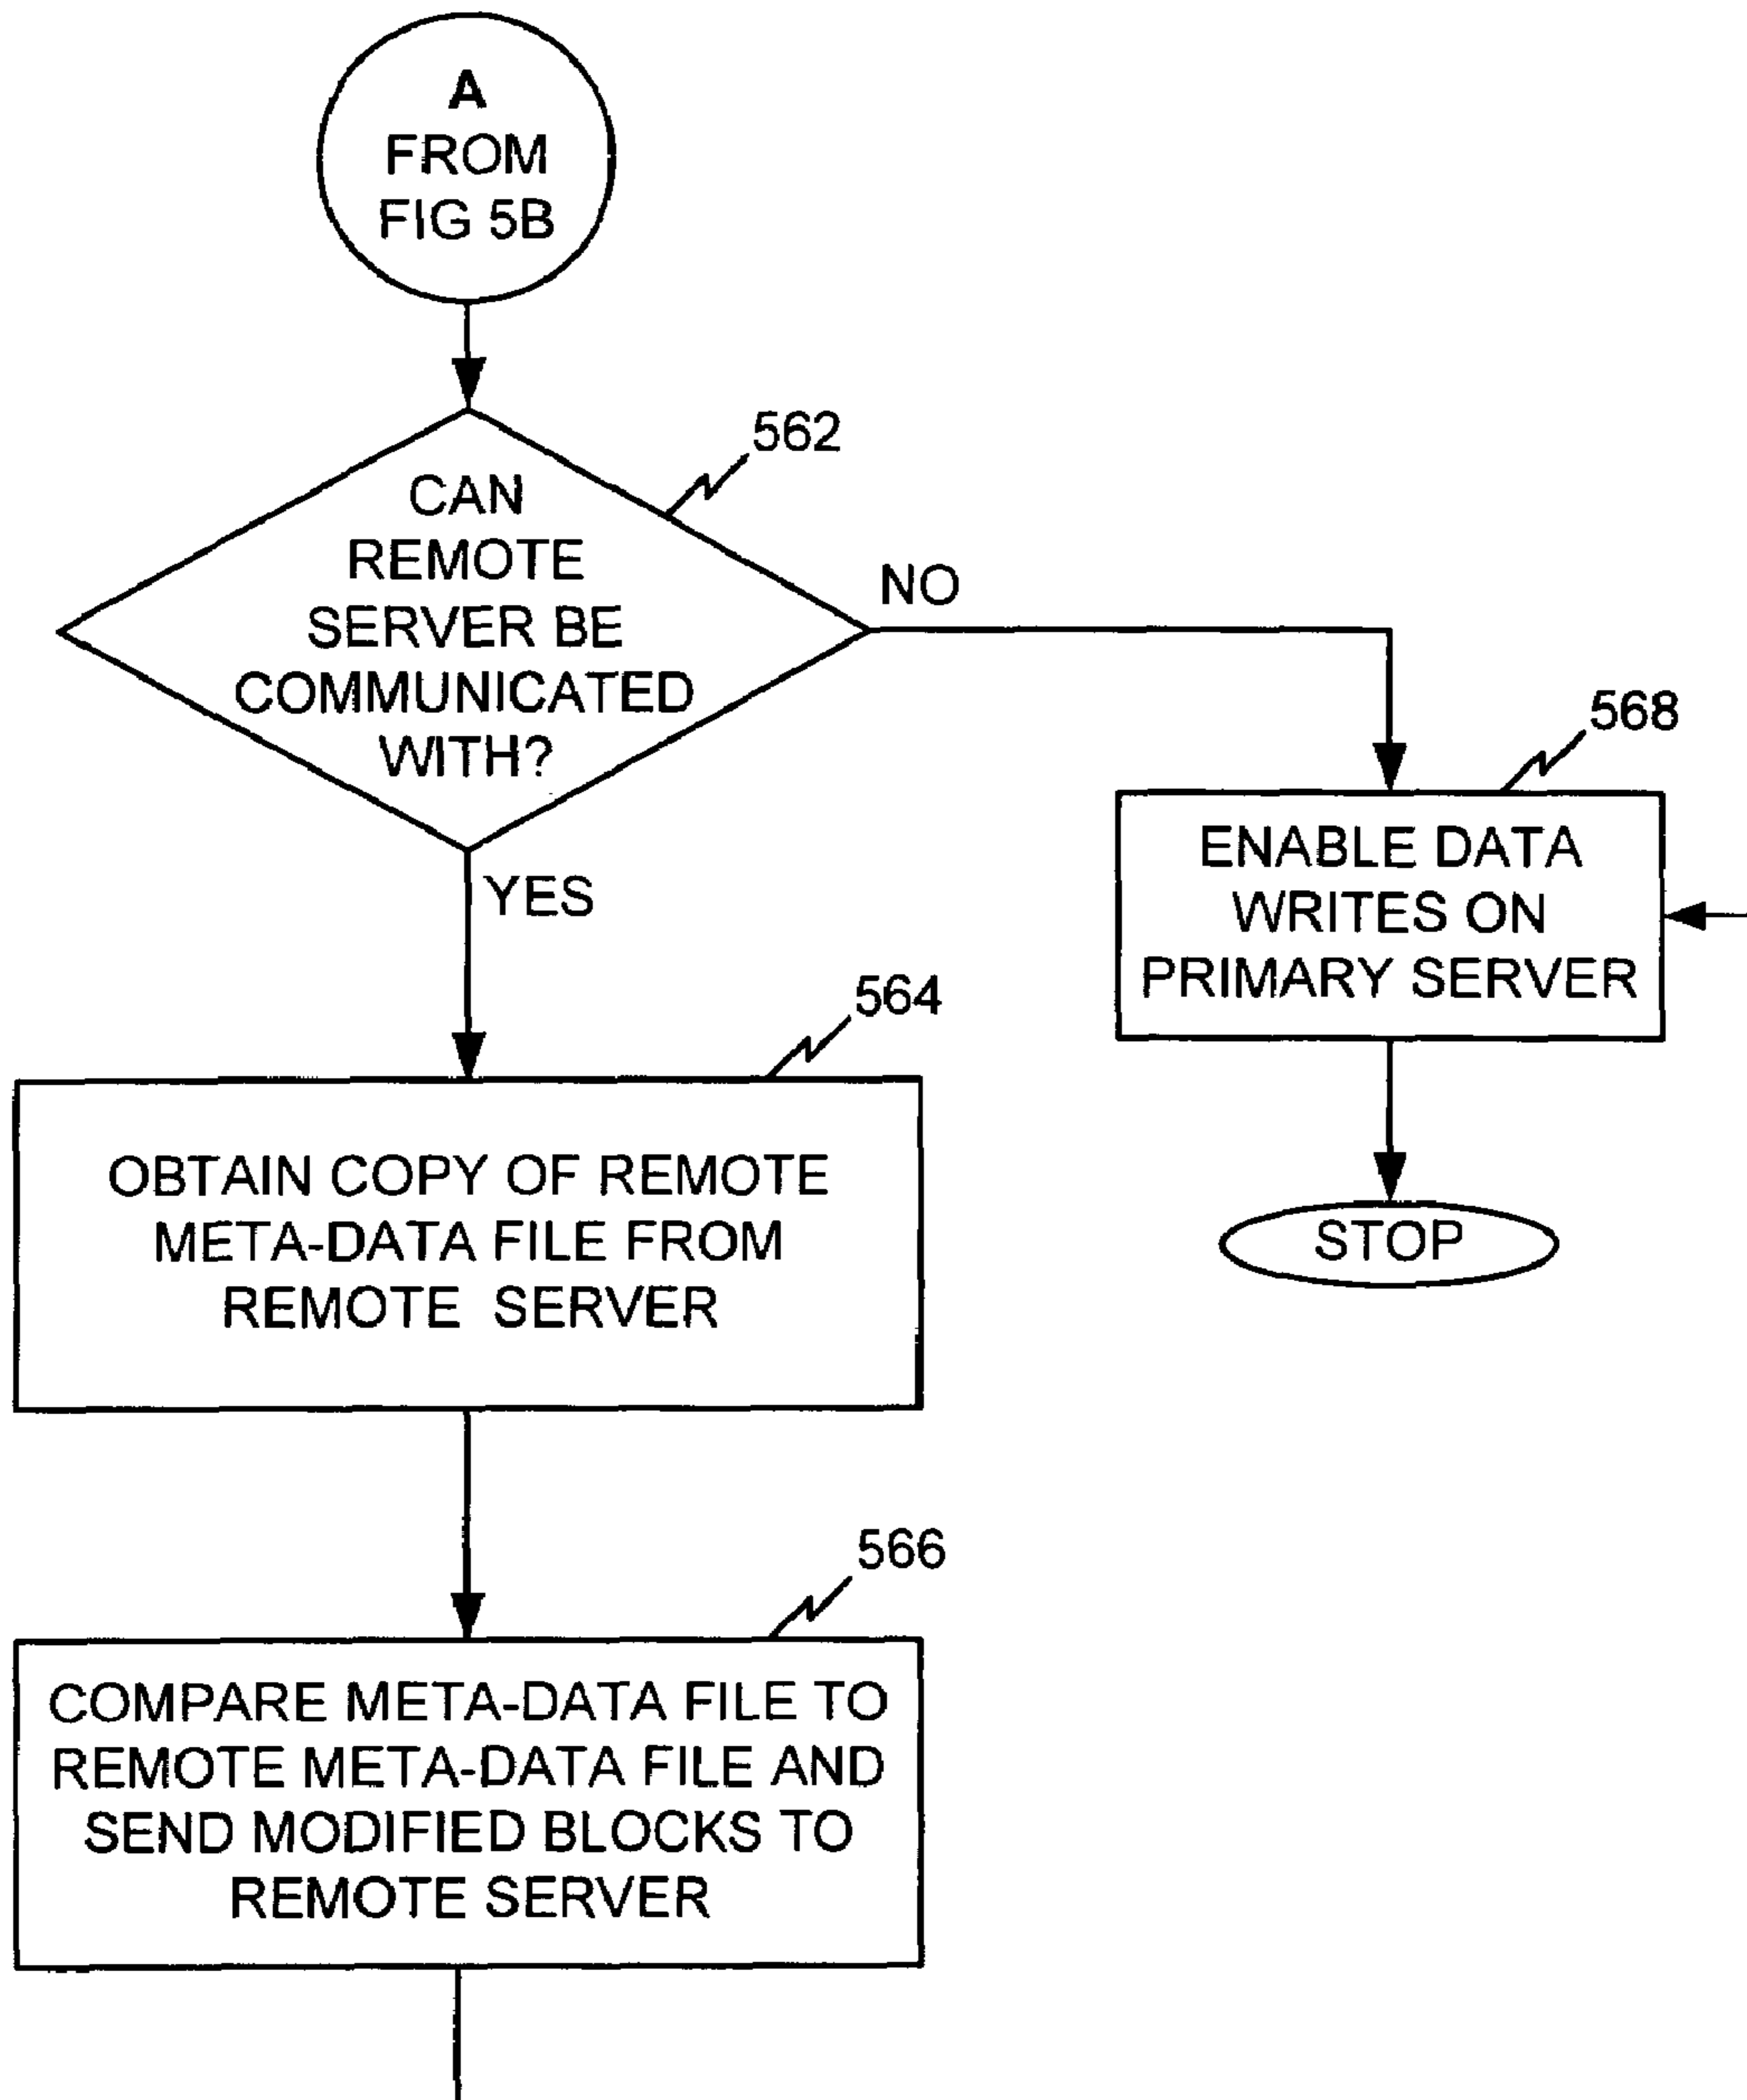 A
FROM
FIG 5B
562
CAN
REMOTE
SERVER BE
COMMUNICATED
WITH?
NO
YES
568
ENABLE DATA
WRITES ON
PRIMARY SERVER
STOP
564
OBTAIN COPY OF REMOTE
META-DATA FILE FROM
REMOTE SERVER
566
COMPARE META-DATA FILE TO
REMOTE META-DATA FILE AND
SEND MODIFIED BLOCKS TO
REMOTE SERVER